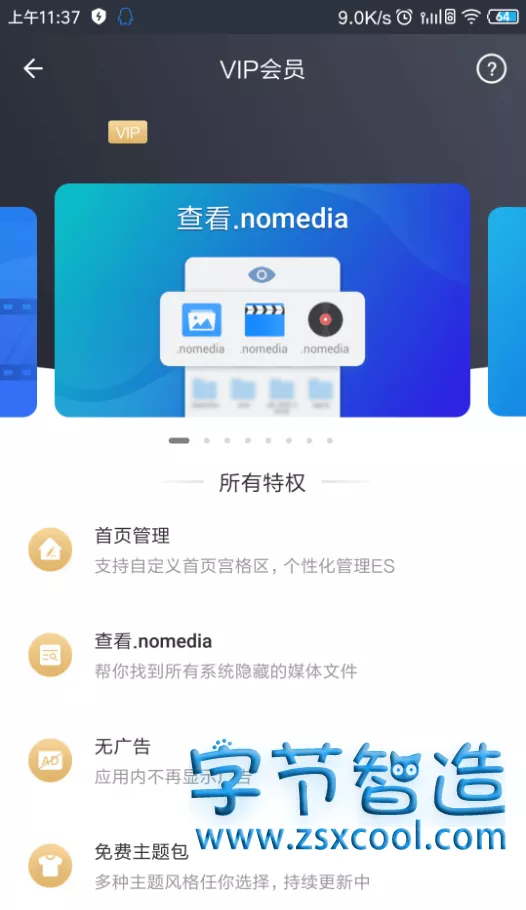 上午11:37
9.0K/s
64
VIP会员
?
VIP
查看.nomedia
.nomedia
.nomedia
.nomedia
所有特权
首页管理
支持自定义首页宫格区，个性化管理ES
查看.nomedia
帮你找到所有系统隐藏的媒体文件
无广告
AD
应用内不再显示广告
字节智造
www.zsxcool.com
免费主题包
多种主题风格任你选择，持续更新中